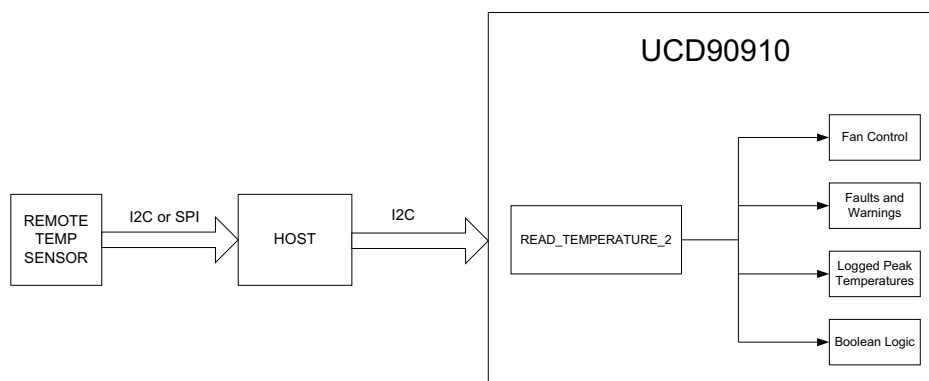 UCD90910
Fan Control
I2C or SPI
I2C
Faults and
Warnings
REMOTE
TEMP
SENSOR
HOST
READ_TEMPERATURE_2
Logged Peak
Temperatures
Boolean Logic